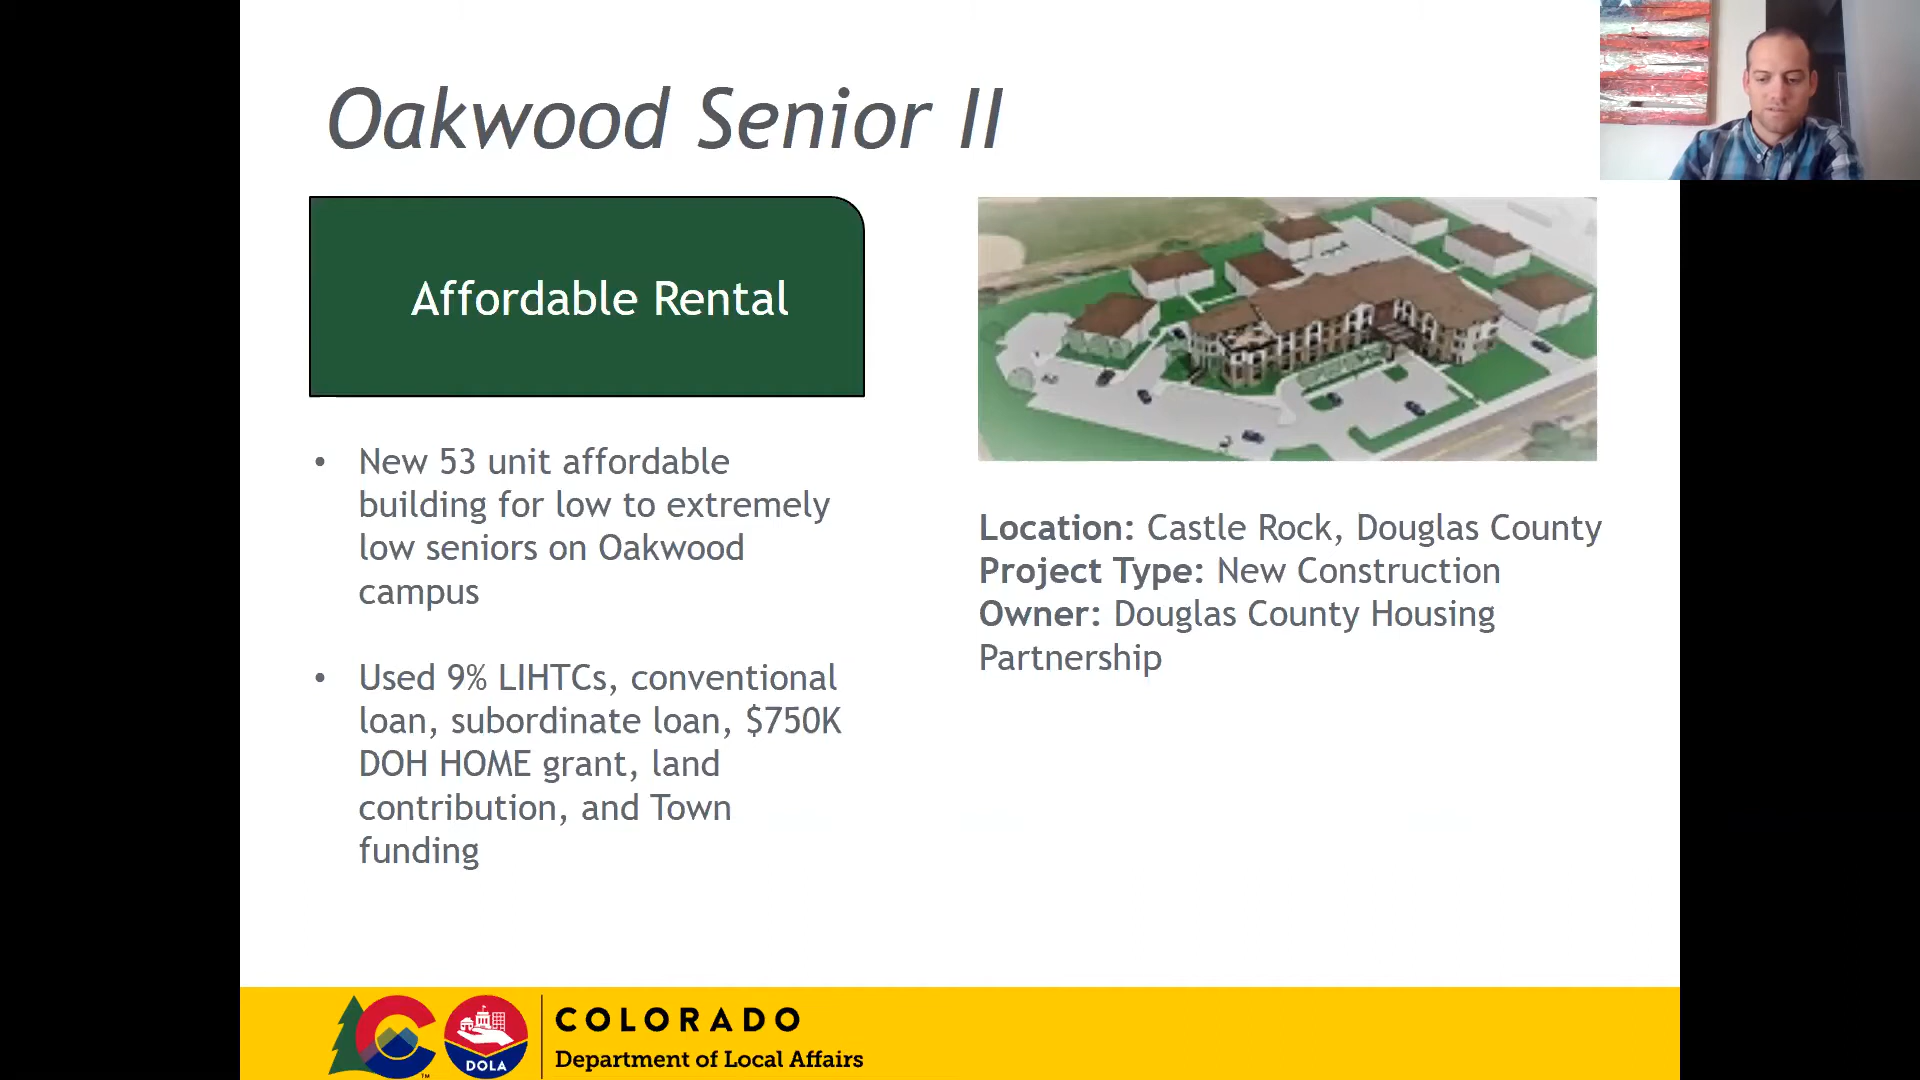 Oakwood Senior II
Affordable Rental
• New 53 unit affordable
building for low to extremely
low seniors on Oakwood
campus
• Used 9% LIHTCs, conventional
loan, subordinate loan, $750K
DOH HOME grant, land
contribution, and Town
funding
Location: Castle Rock, Douglas County
Project Type: New Construction
Owner: Douglas County Housing
Partnership
TM
DOLA
COLORADO
Department of Local Affairs